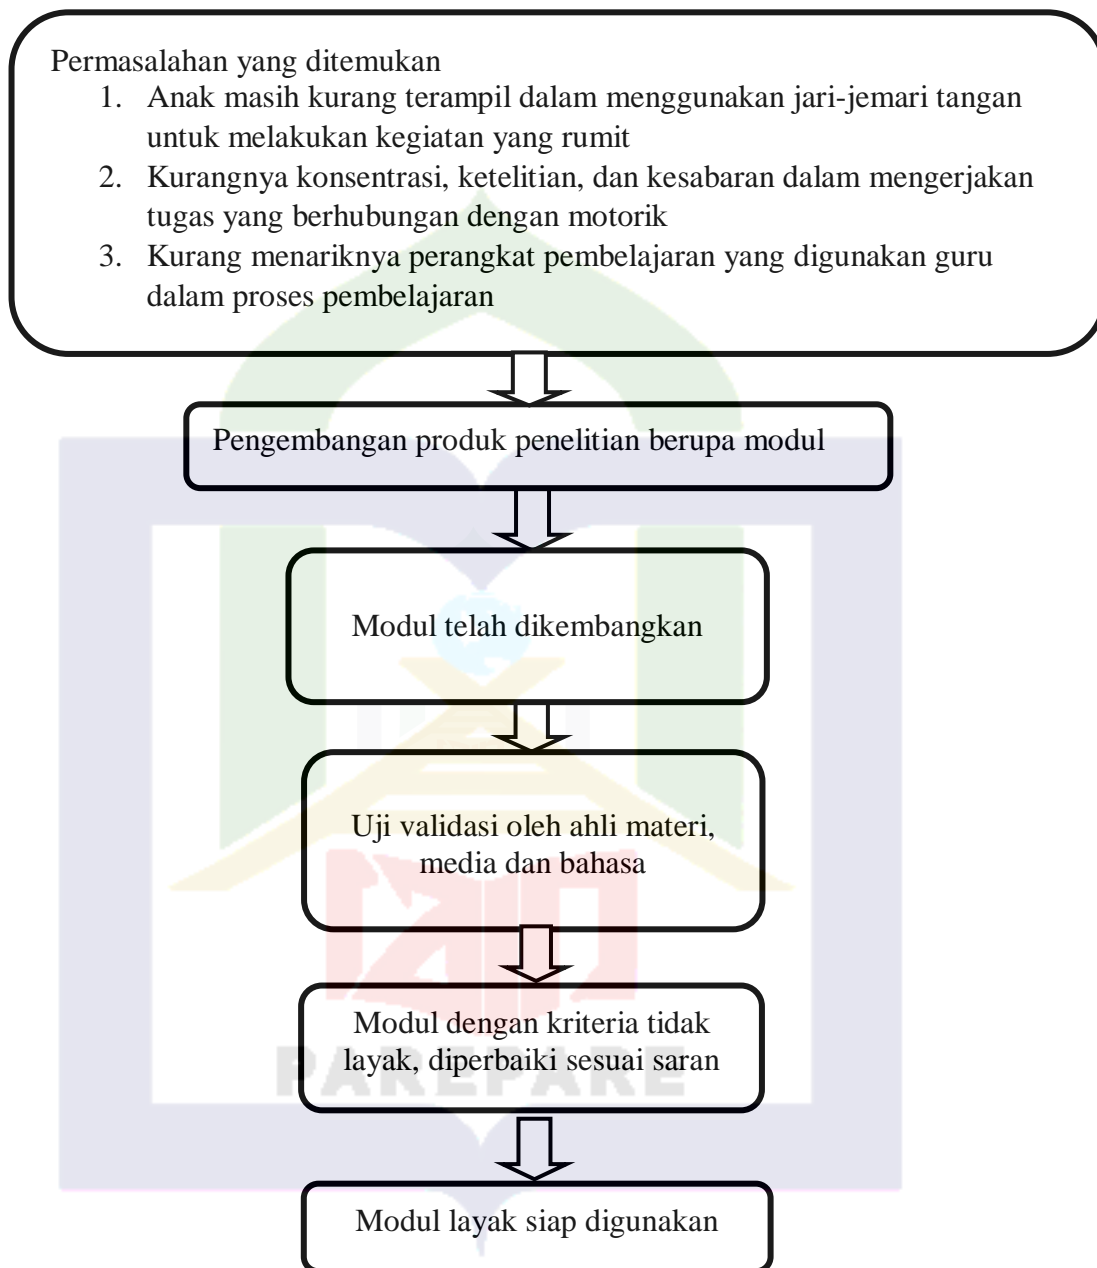 Permasalahan yang ditemukan
1. Anak masih kurang terampil dalam menggunakan jari-jemari tangan
untuk melakukan kegiatan yang rumit
2. Kurangnya konsentrasi, ketelitian, dan kesabaran dalam mengerjakan
tugas yang berhubungan dengan motorik
3. Kurang menariknya perangkat pembelajaran yang digunakan guru
dalam proses pembelajaran
Pengembangan produk penelitian berupa modul
Modul telah dikembangkan
Uji validasi oleh ahli materi,
media dan bahasa
Modul dengan kriteria tidak
layak, diperbaiki sesuai saran
PAREPARE
Modul layak siap digunakan